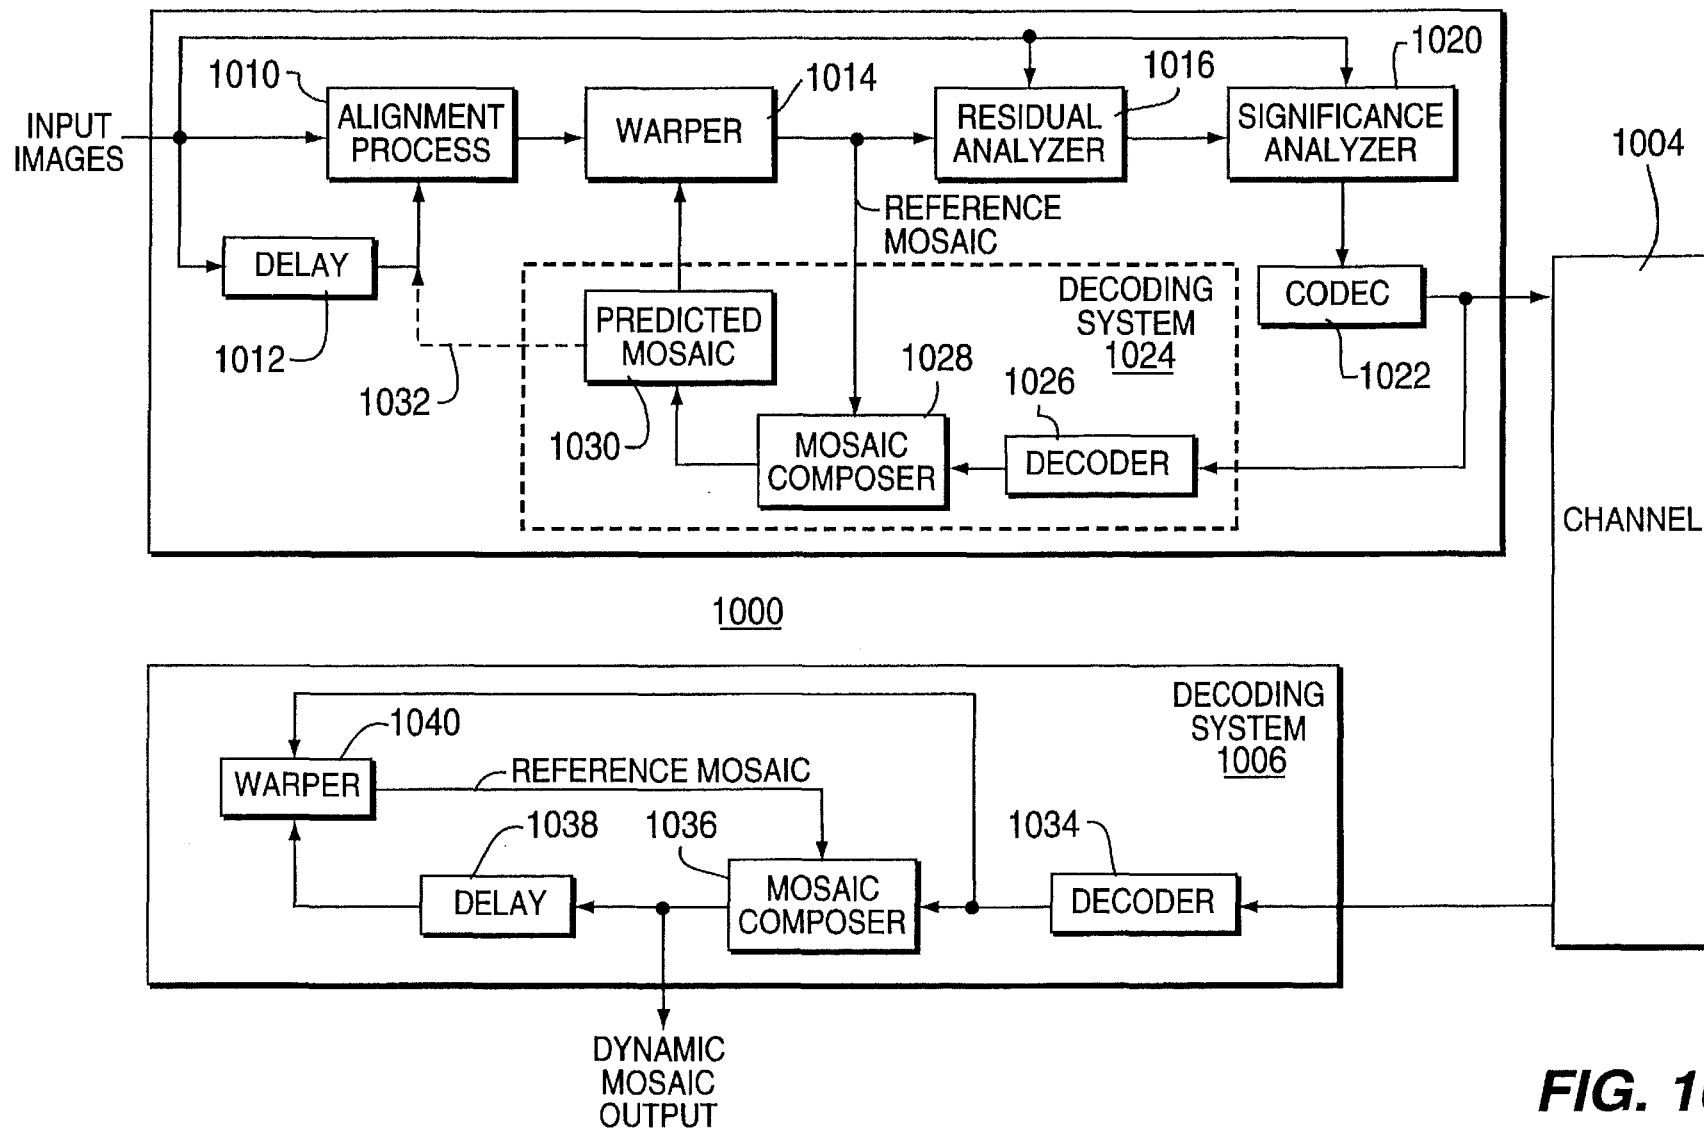 1020
1016
1010
1014
1004
INPUT
IMAGES
ALIGNMENT
PROCESS
WARPER
RESIDUAL
ANALYZER
SIGNIFICANCE
ANALYZER
REFERENCE
MOSAIC
DELAY
CODEC
DECODING
SYSTEM
1024
PREDICTED
MOSAIC
1012
1032
1028
1026
1022
1030
MOSAIC
COMPOSER
DECODER
CHANNEL
1000
DECODING
SYSTEM
1006
1040
WARPER
REFERENCE MOSAIC
1038
1036
1034
DELAY
MOSAIC
COMPOSER
DECODER
DYNAMIC
MOSAIC
OUTPUT
FIG.